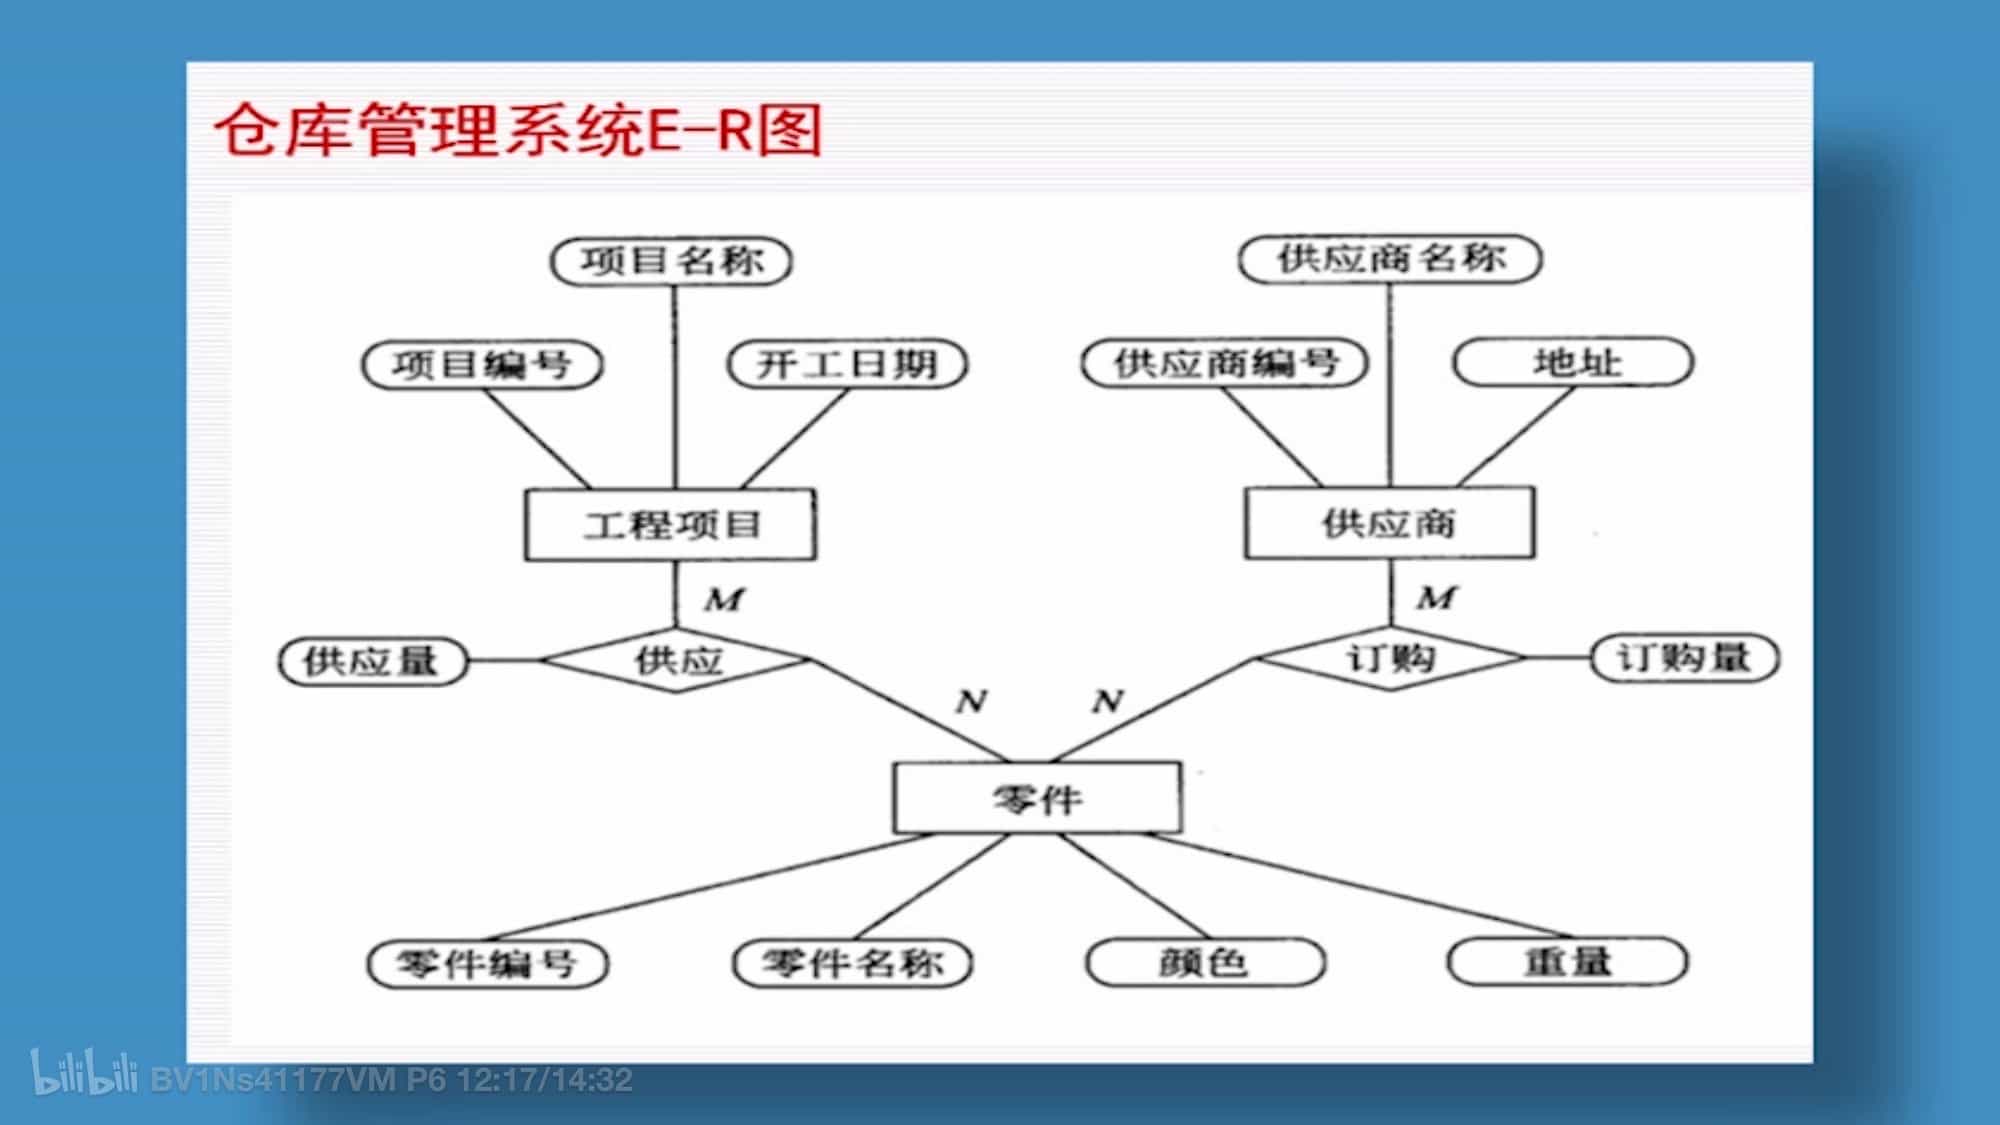 仓库管理系统E-R图
项目名称
供应商名称
项目编号
开工日期
供应商编号
地址
工程项目
供应商
M
M
供应量
供应
订购
订购量
N
N
零件
零件编号
零件名称
颜色
重量
bilibili BV1Ns41177VM P6 12:17/14:32